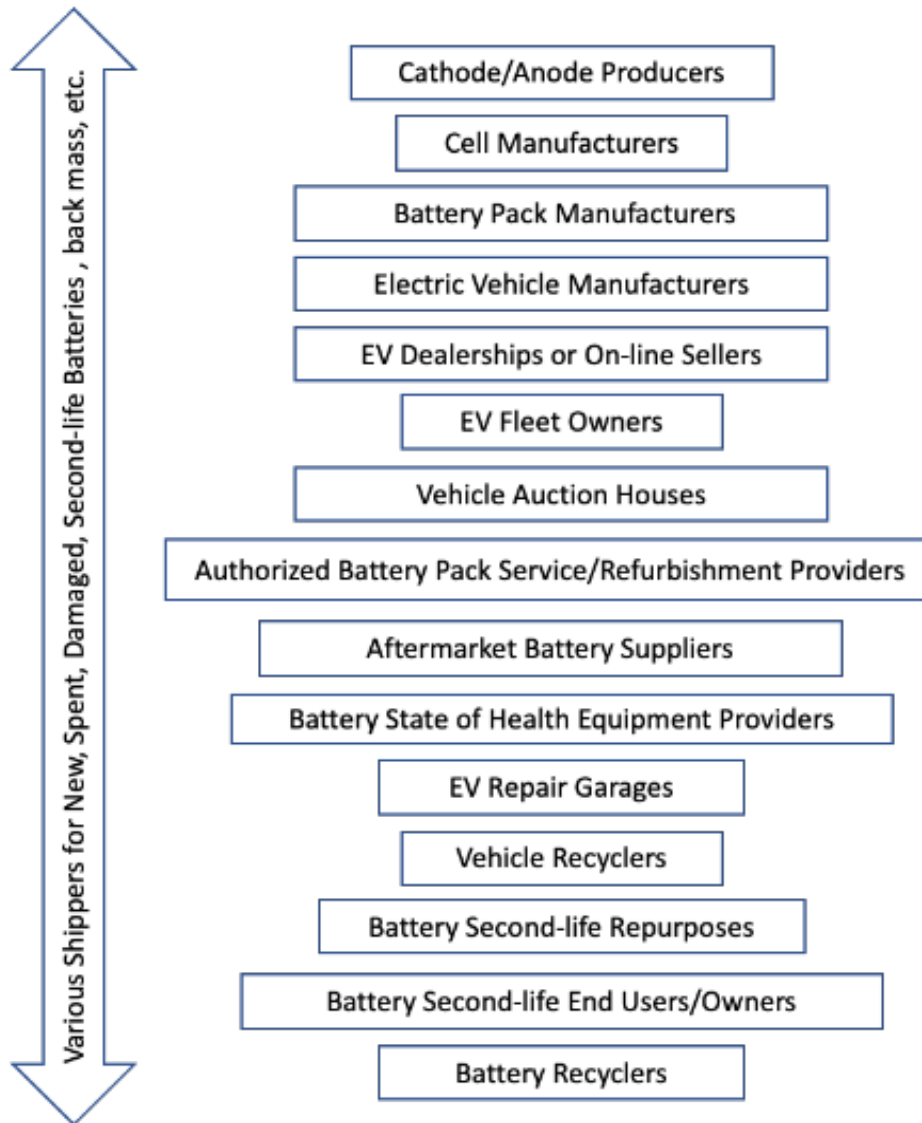 Various Shippers for New, Spent, Damaged, Second-life Batteries , back mass, etc.
Cathode/Anode Producers
Cell Manufacturers
Battery Pack Manufacturers
Electric Vehicle Manufacturers
EV Dealerships or On-line Sellers
EV Fleet Owners
Vehicle Auction Houses
Authorized Battery Pack Service/Refurbishment Providers
Aftermarket Battery Suppliers
Battery State of Health Equipment Providers
EV Repair Garages
Vehicle Recyclers
Battery Second-life Repurposes
Battery Second-life End Users/Owners
Battery Recyclers